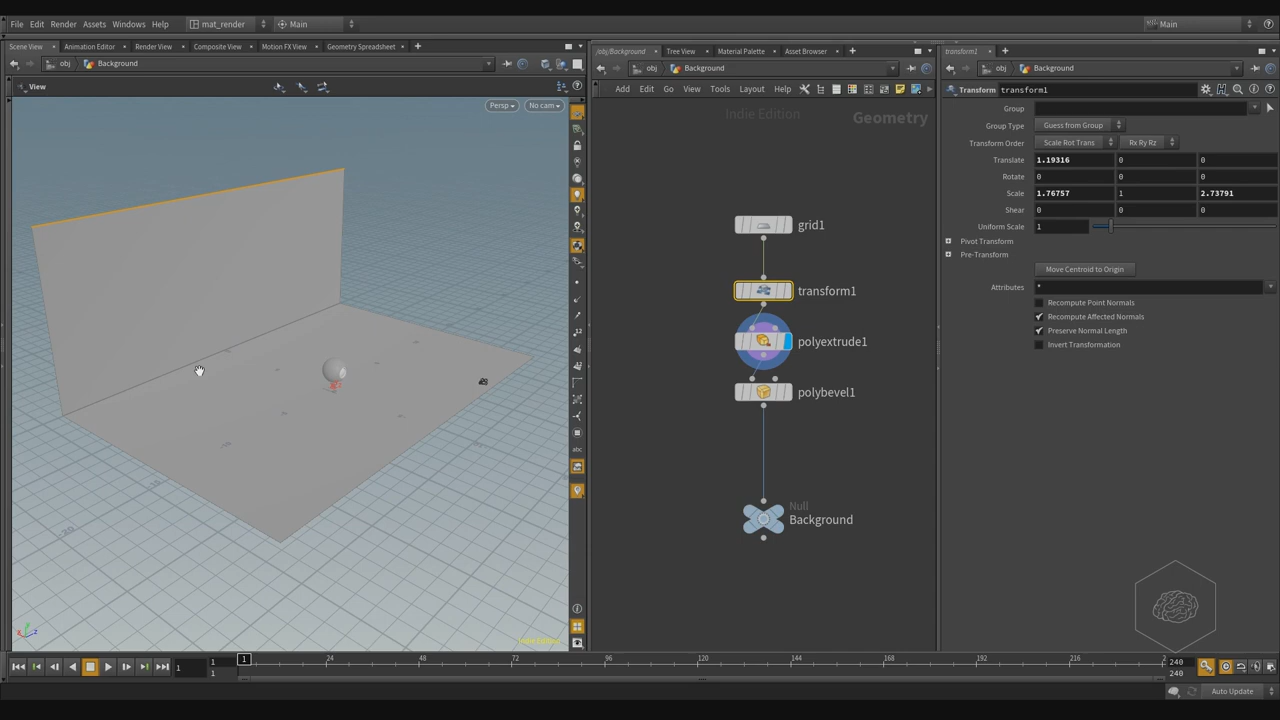 File Edit Render Assets Windows Help mat_render Main Main
Scene View Animation Editor Render View Composite View Motion FX View Geometry Spreadsheet
obj Background
View
Persp No cam
abc
Indie Edition
/obj/Background Tree View Material Palette Asset Browser
obj Background
Add Edit Go View Tools Layout Help
Indie Edition Geometry
grid1
transform1
polyextrude1
polybevel1
Null
Background
transform1
obj Background
Transform transform1
Group
Group Type Guess from Group
Transform Order Scale Rot Trans Rx Ry Rz
Translate 1.19316 0 0
Rotate 0 0 0
Scale 1.76757 1 2.73791
Shear 0 0 0
Uniform Scale 1
Pivot Transform
Pre-Transform
Move Centroid to Origin
Attributes *
Recompute Point Normals
Recompute Affected Normals
Preserve Normal Length
Invert Transformation
1 1 1 1 24 48 72 96 120 144 168 192 216 240 240
Auto Update